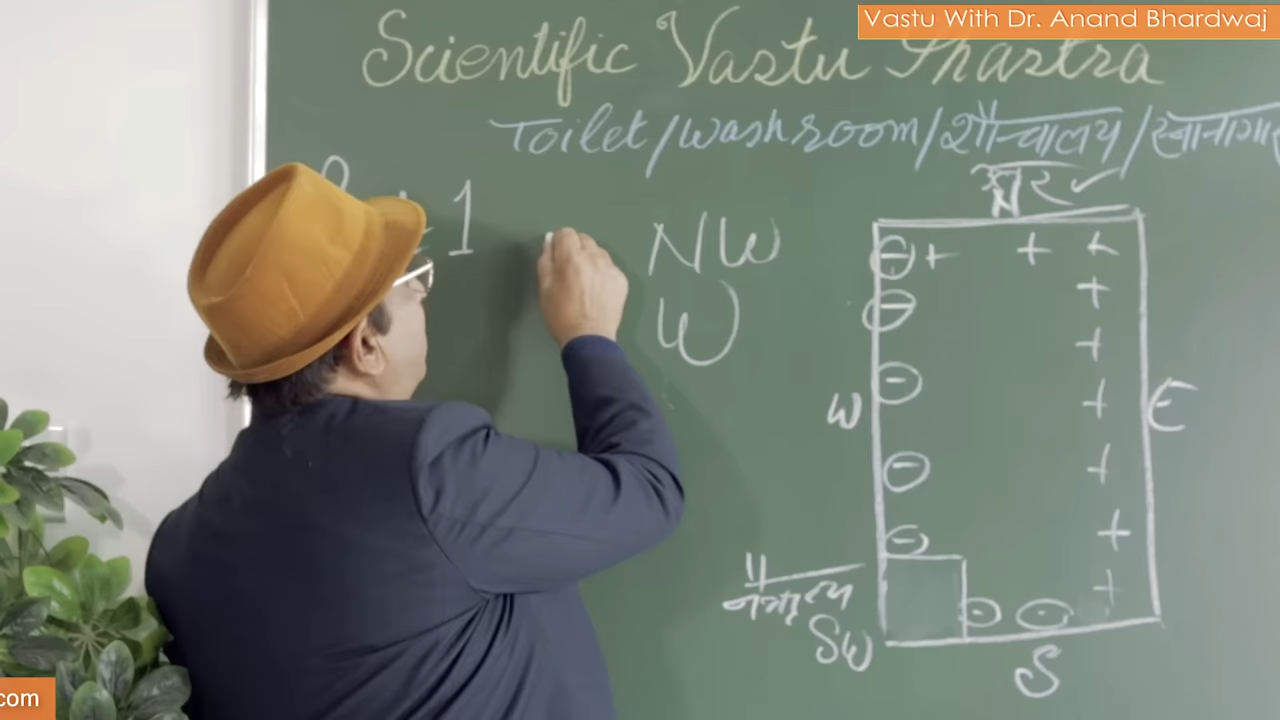 Vastu With Dr. Anand Bhardwaj
Scientific Vastu Shastra
Toilet/washroom/शौचालय/
N
1
NW
W
W
E
SW
S
com